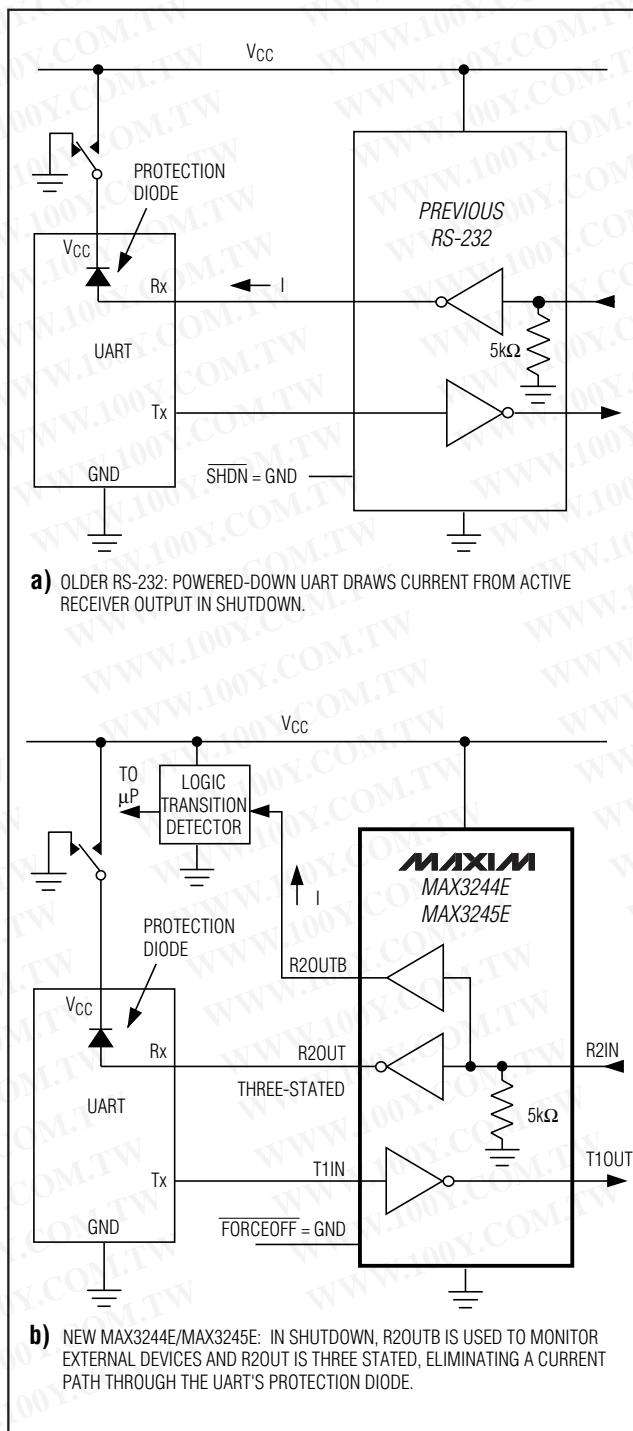 VCC
PROTECTION
DIODE
PREVIOUS
RS-232
VCC
Rx
I
UART
5kΩ
Tx
GND
SHDN = GND
a) OLDER RS-232: POWERED-DOWN UART DRAWS CURRENT FROM ACTIVE
RECEIVER OUTPUT IN SHUTDOWN.
VCC
TO
μP
LOGIC
TRANSITION
DETECTOR
MAXIM
MAX3244E
MAX3245E
I
PROTECTION
DIODE
R2OUTB
VCC
Rx
R2OUT
R2IN
THREE-STATED
UART
5kΩ
Tx
T1IN
T1OUT
GND
FORCEOFF = GND
b) NEW MAX3244E/MAX3245E: IN SHUTDOWN, R2OUTB IS USED TO MONITOR
EXTERNAL DEVICES AND R2OUT IS THREE STATED, ELIMINATING A CURRENT
PATH THROUGH THE UART'S PROTECTION DIODE.
WWW.100Y.COM.TW